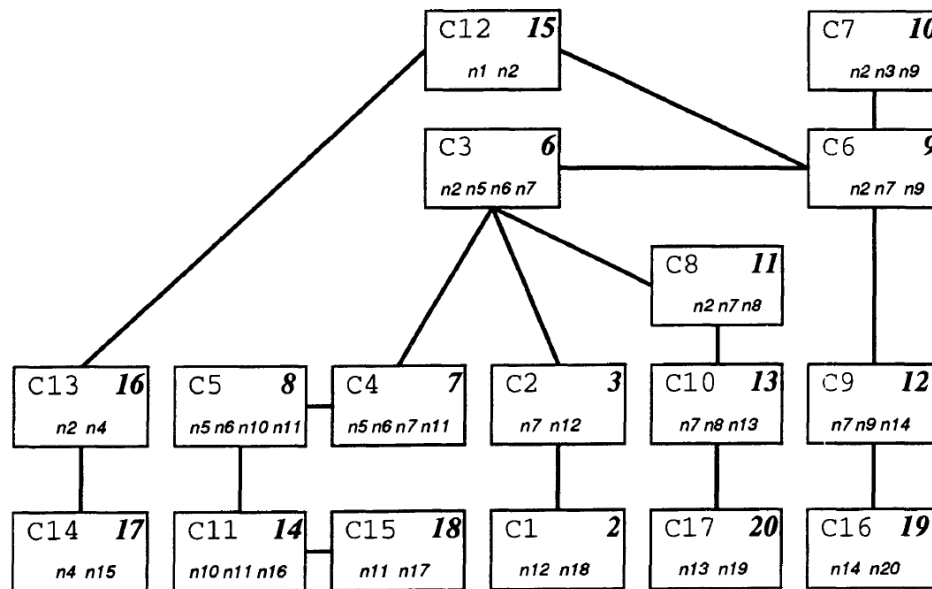 C12 15
n1 n2
C7 10
n2 n3 n9
C3 6
n2 n5 n6 n7
C6 9
n2 n7 n9
C8 11
n2 n7 n8
C13 16
n2 n4
C5 8
n5 n6 n10 n11
C4 7
n5 n6 n7 n11
C2 3
n7 n12
C10 13
n7 n8 n13
C9 12
n7 n9 n14
C14 17
n4 n15
C11 14
n10 n11 n16
C15 18
n11 n17
C1 2
n12 n18
C17 20
n13 n19
C16 19
n14 n20